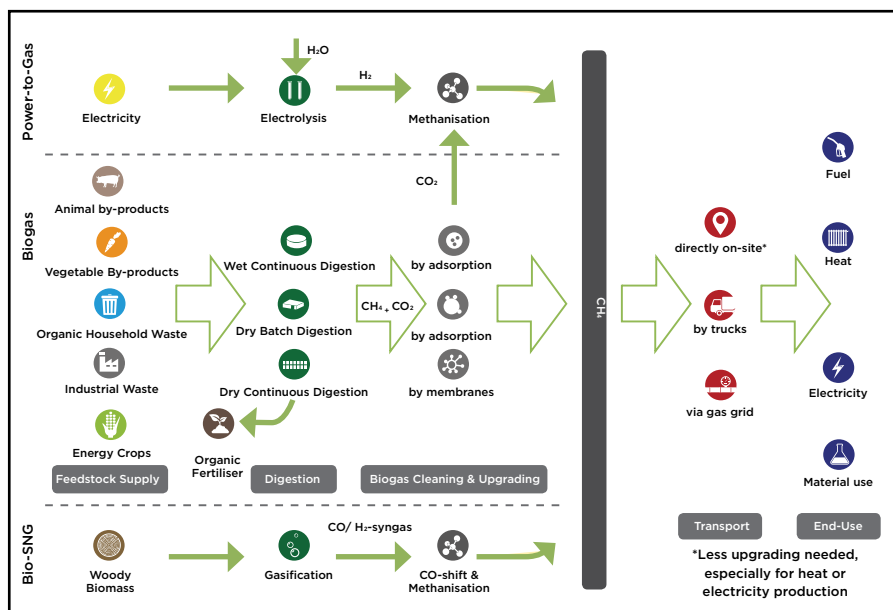 Power-to-Gas
H₂O
Electricity
Electrolysis
H₂
Methanisation
CO₂
Biogas
Animal by-products
Vegetable By-products
Organic Household Waste
Industrial Waste
Energy Crops
Feedstock Supply
Wet Continuous Digestion
Dry Batch Digestion
Dry Continuous Digestion
Organic
Fertiliser
Digestion
CH₄ + CO₂
by adsorption
by adsorption
by membranes
Biogas Cleaning & Upgrading
Bio-SNG
Woody
Biomass
Gasification
CO/ H₂-syngas
CO-shift &
Methanisation
CH₄
directly on-site*
by trucks
via gas grid
Transport
Fuel
Heat
Electricity
Material use
End-Use
*Less upgrading needed,
especially for heat or
electricity production